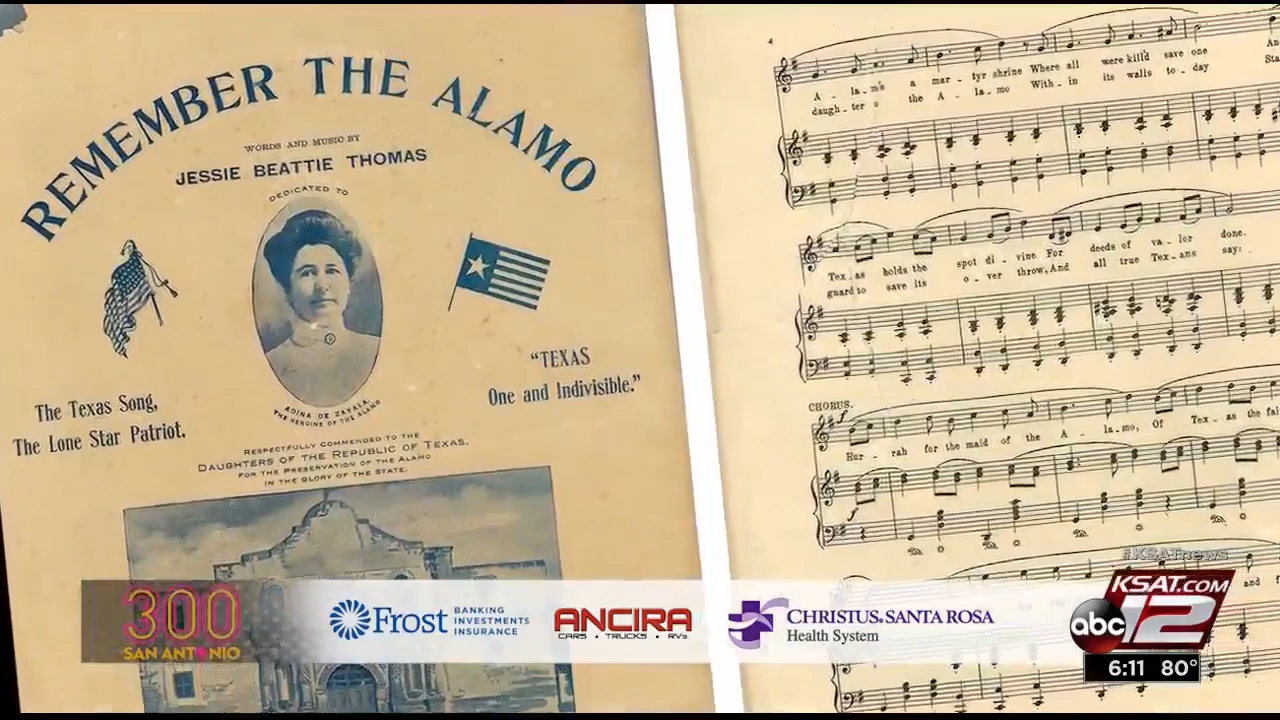 REMEMBER THE ALAMO
WORDS AND MUSIC BY
JESSIE BEATTIE THOMAS
DEDICATED TO
ADINA DE ZAVALA,
THE HEROINE OF THE ALAMO
The Texas Song,
The Lone Star Patriot.
"TEXAS
One and Indivisible."
RESPECTFULLY COMMENDED TO THE
DAUGHTERS OF THE REPUBLIC OF TEXAS.
FOR THE PRESERVATION OF THE ALAMO
IN THE GLORY OF THE STATE.
4
A - la - m's a mar - tyr shrine Where all were kill'd save one An
daugh - ter o the A - la - mo With - in its walls to - day Sta
Tex - as holds the spot di - vine For deeds of va - lor done.
guard to save its o - ver throw, And all true Tex - ans say:
CHORUS.
f
Hur - rah for the maid of the A - la - mo, Of Tex - as the fai
f
and f
#KSATnews
300
SAN ANTONIO
Frost BANKING
INVESTMENTS
INSURANCE
ANCIRA
CARS • TRUCKS • RVs
CHRISTUS. SANTA ROSA
Health System
KSAT.COM
abc 12
6:11 80°